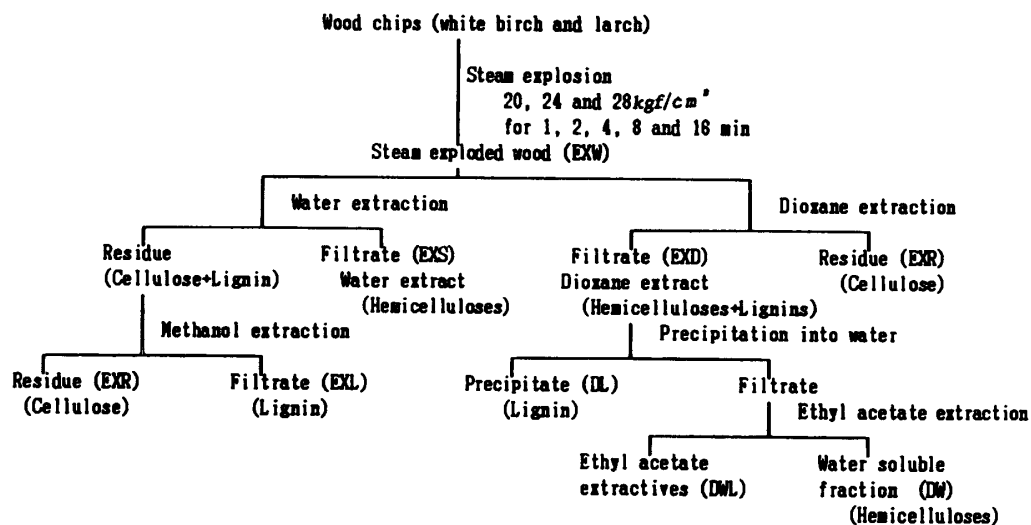 Wood chips (white birch and larch)
Steam explosion
20, 24 and 28kgf/cm²
for 1, 2, 4, 8 and 16 min
Steam exploded wood (EXW)
Water extraction
Dioxane extraction
Residue
(Cellulose+Lignin)
Filtrate (EXS)
Water extract
(Hemicelluloses)
Filtrate (EXD)
Dioxane extract
(Hemicelluloses+Lignins)
Residue (EXR)
(Cellulose)
Methanol extraction
Precipitation into water
Residue (EXR)
(Cellulose)
Filtrate (EXL)
(Lignin)
Precipitate (DL)
(Lignin)
Filtrate
Ethyl acetate extraction
Ethyl acetate
extractives (DWL)
Water soluble
fraction (DW)
(Hemicelluloses)